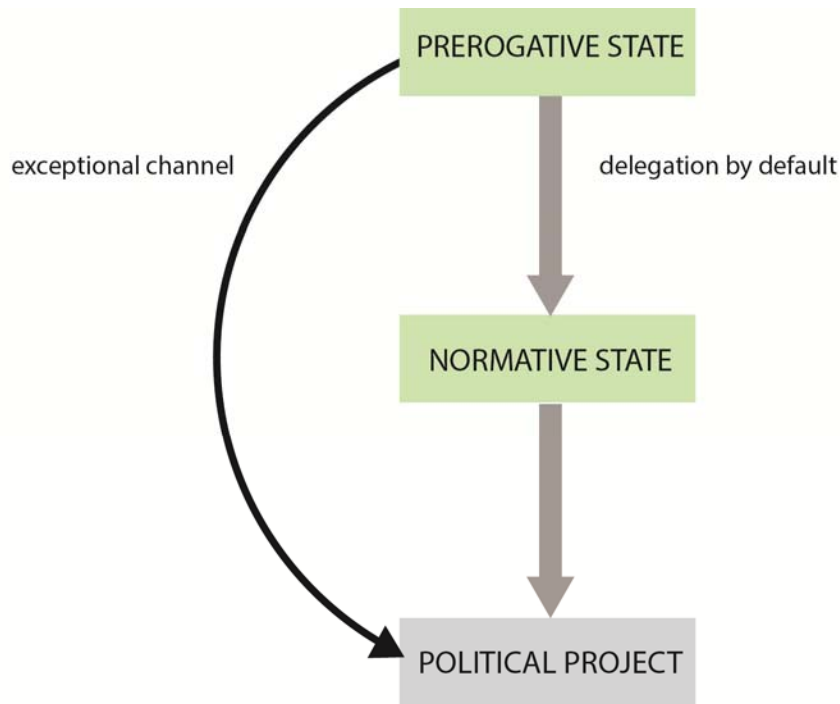 PREROGATIVE STATE
exceptional channel
delegation by default
NORMATIVE STATE
POLITICAL PROJECT